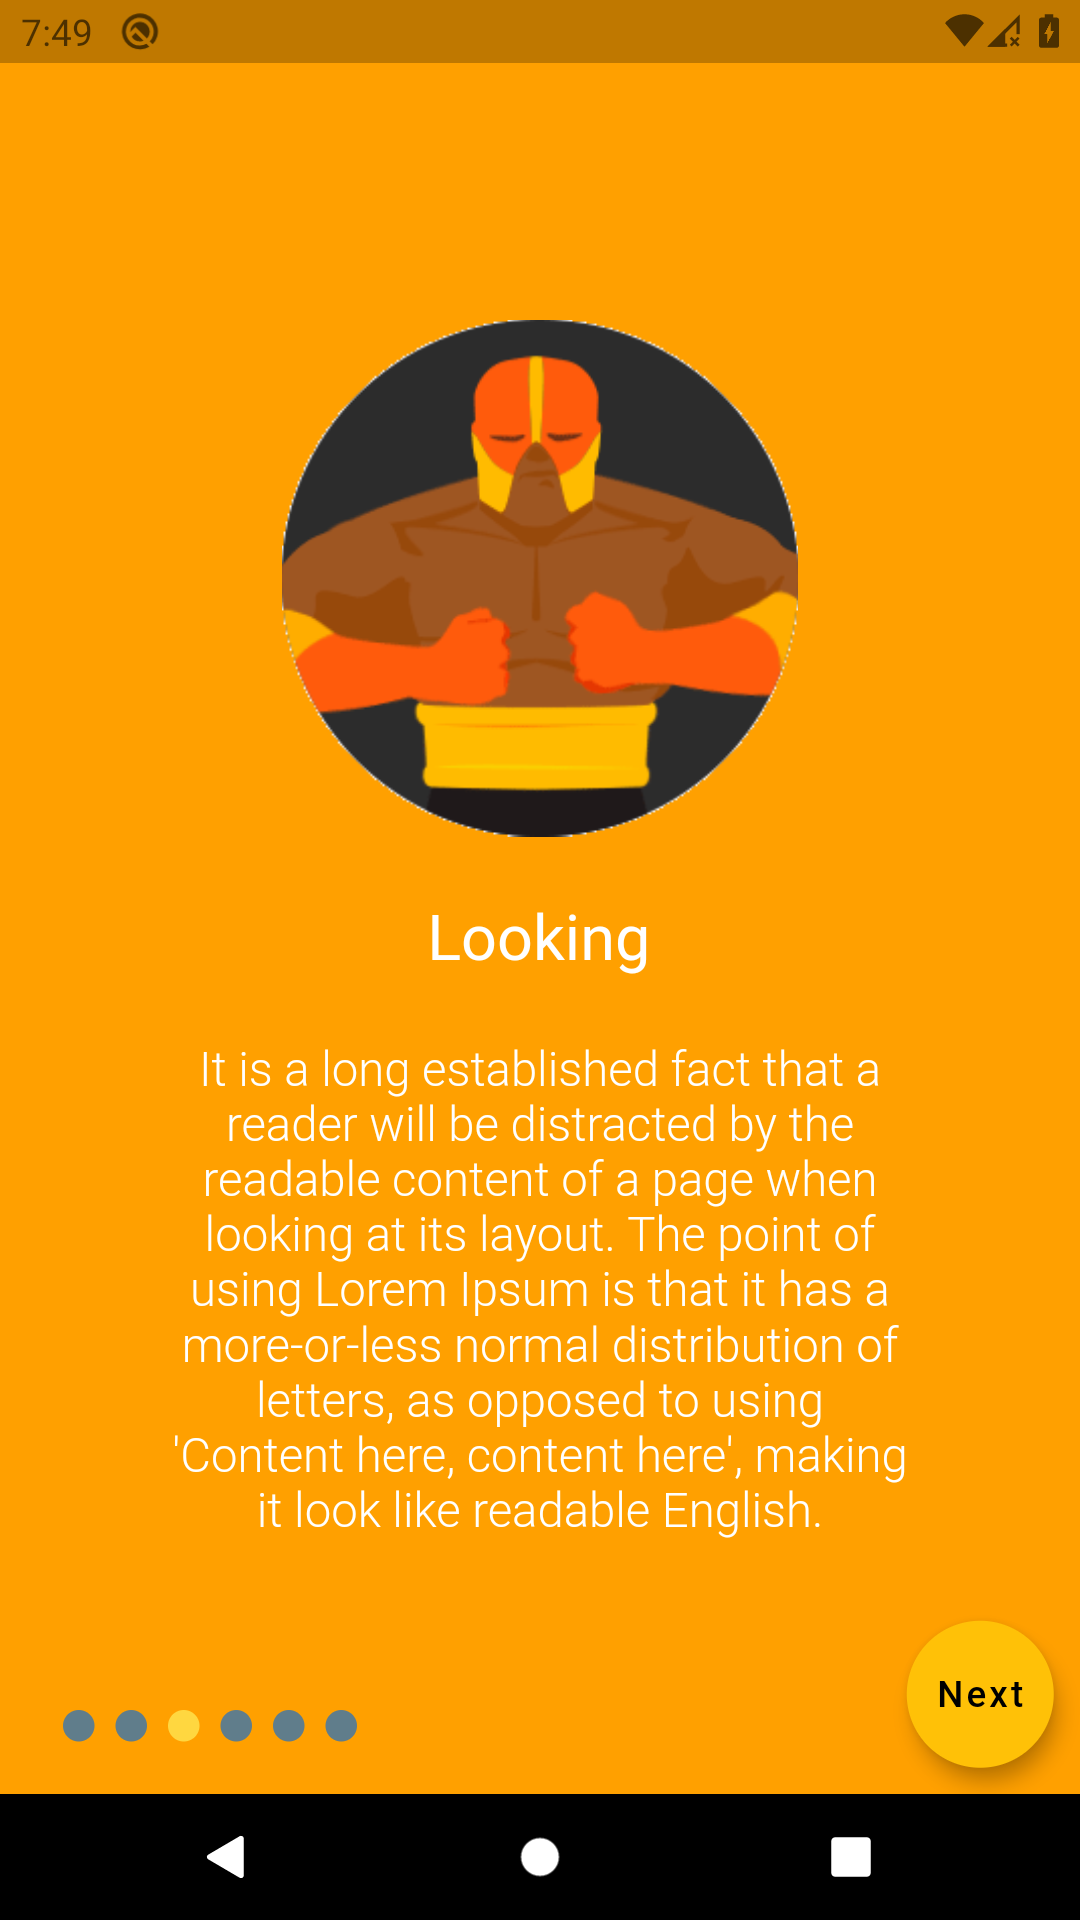 7:49
Looking
It is a long established fact that a
reader will be distracted by the
readable content of a page when
looking at its layout. The point of
using Lorem Ipsum is that it has a
more-or-less normal distribution of
letters, as opposed to using
'Content here, content here', making
it look like readable English.
Next